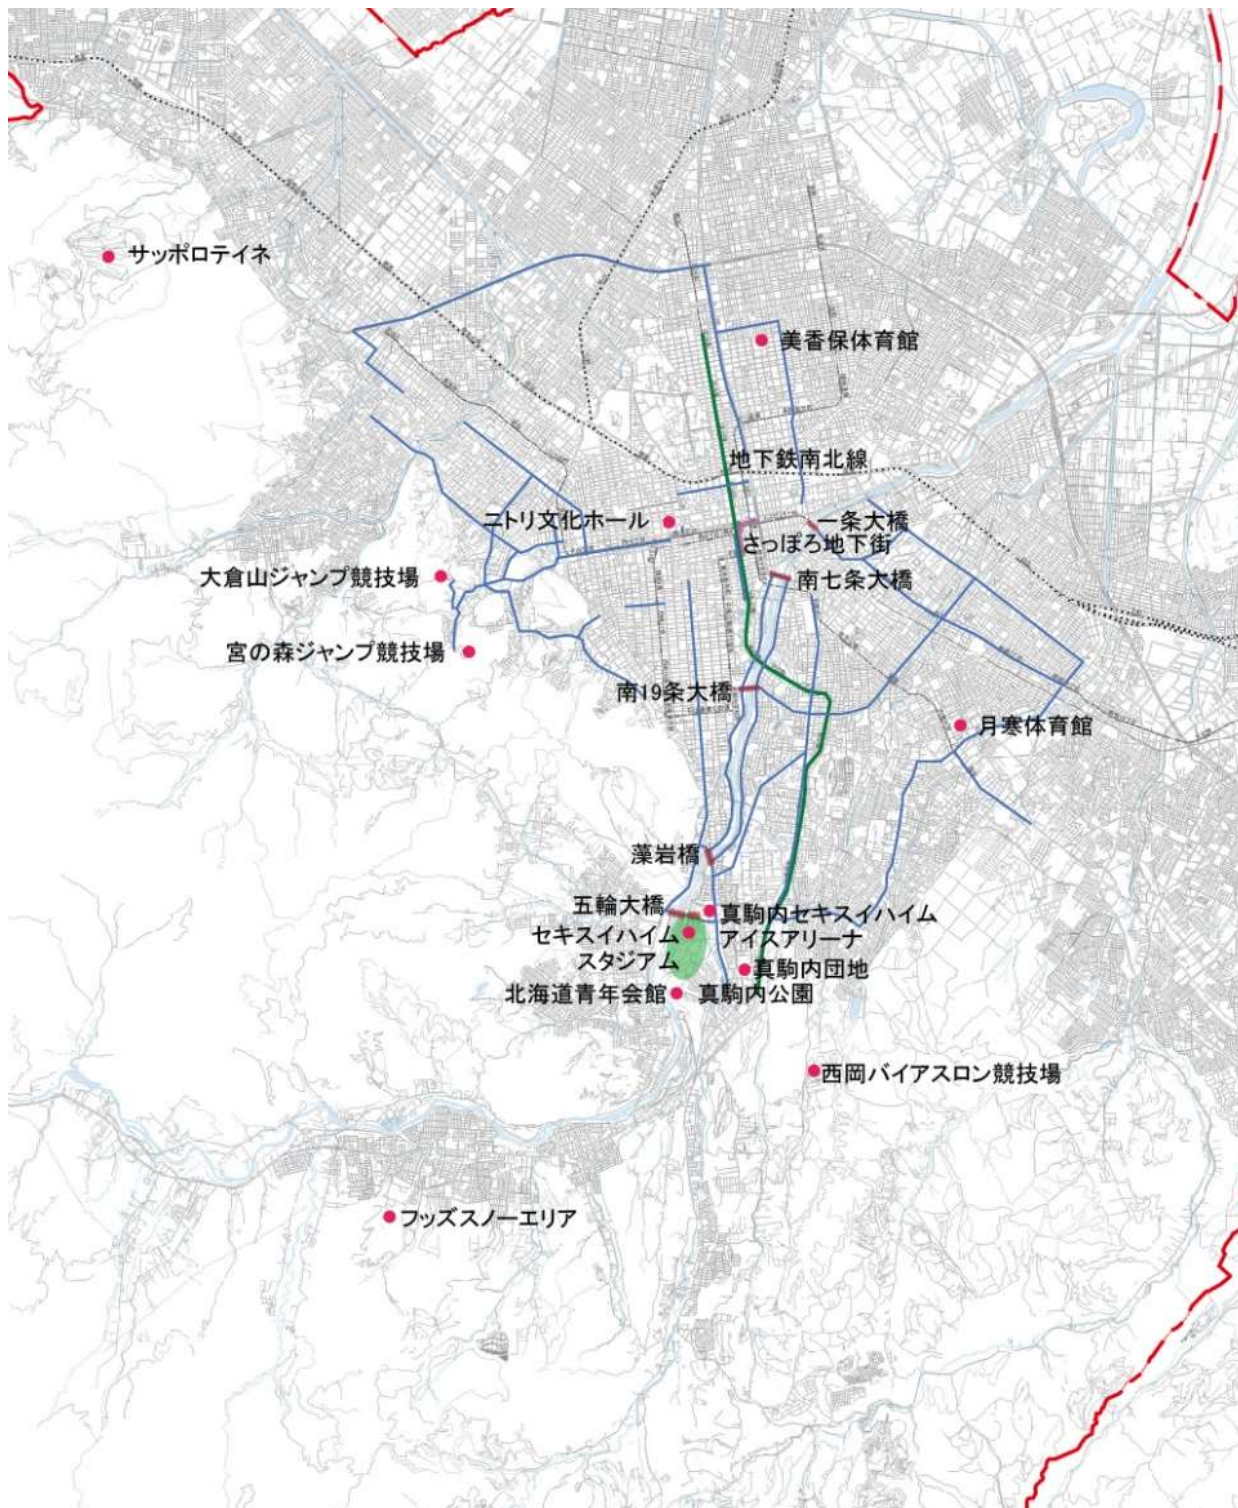 サッポロテイネ
美香保体育館
地下鉄南北線
ニトリ文化ホール
一条大橋
さっぽろ地下街
大倉山ジャンプ競技場
南七条大橋
宮の森ジャンプ競技場
南19条大橋
月寒体育館
藻岩橋
五輪大橋
真駒内セキスイハイム
アイスアリーナ
セキスイハイム
スタジアム
真駒内団地
北海道青年会館
真駒内公園
西岡バイアスロン競技場
フッズスノーエリア